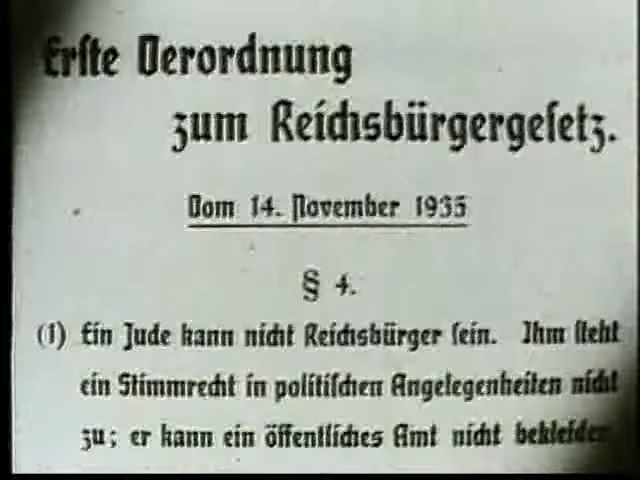 Erſte Verordnung
zum Reichsbürgergeſetz.
Vom 14. November 1935
§ 4.
(1) Ein Jude kann nicht Reichsbürger ſein. Ihm ſteht
ein Stimmrecht in politiſchen Angelegenheiten nicht
zu; er kann ein öffentliches Amt nicht bekleiden